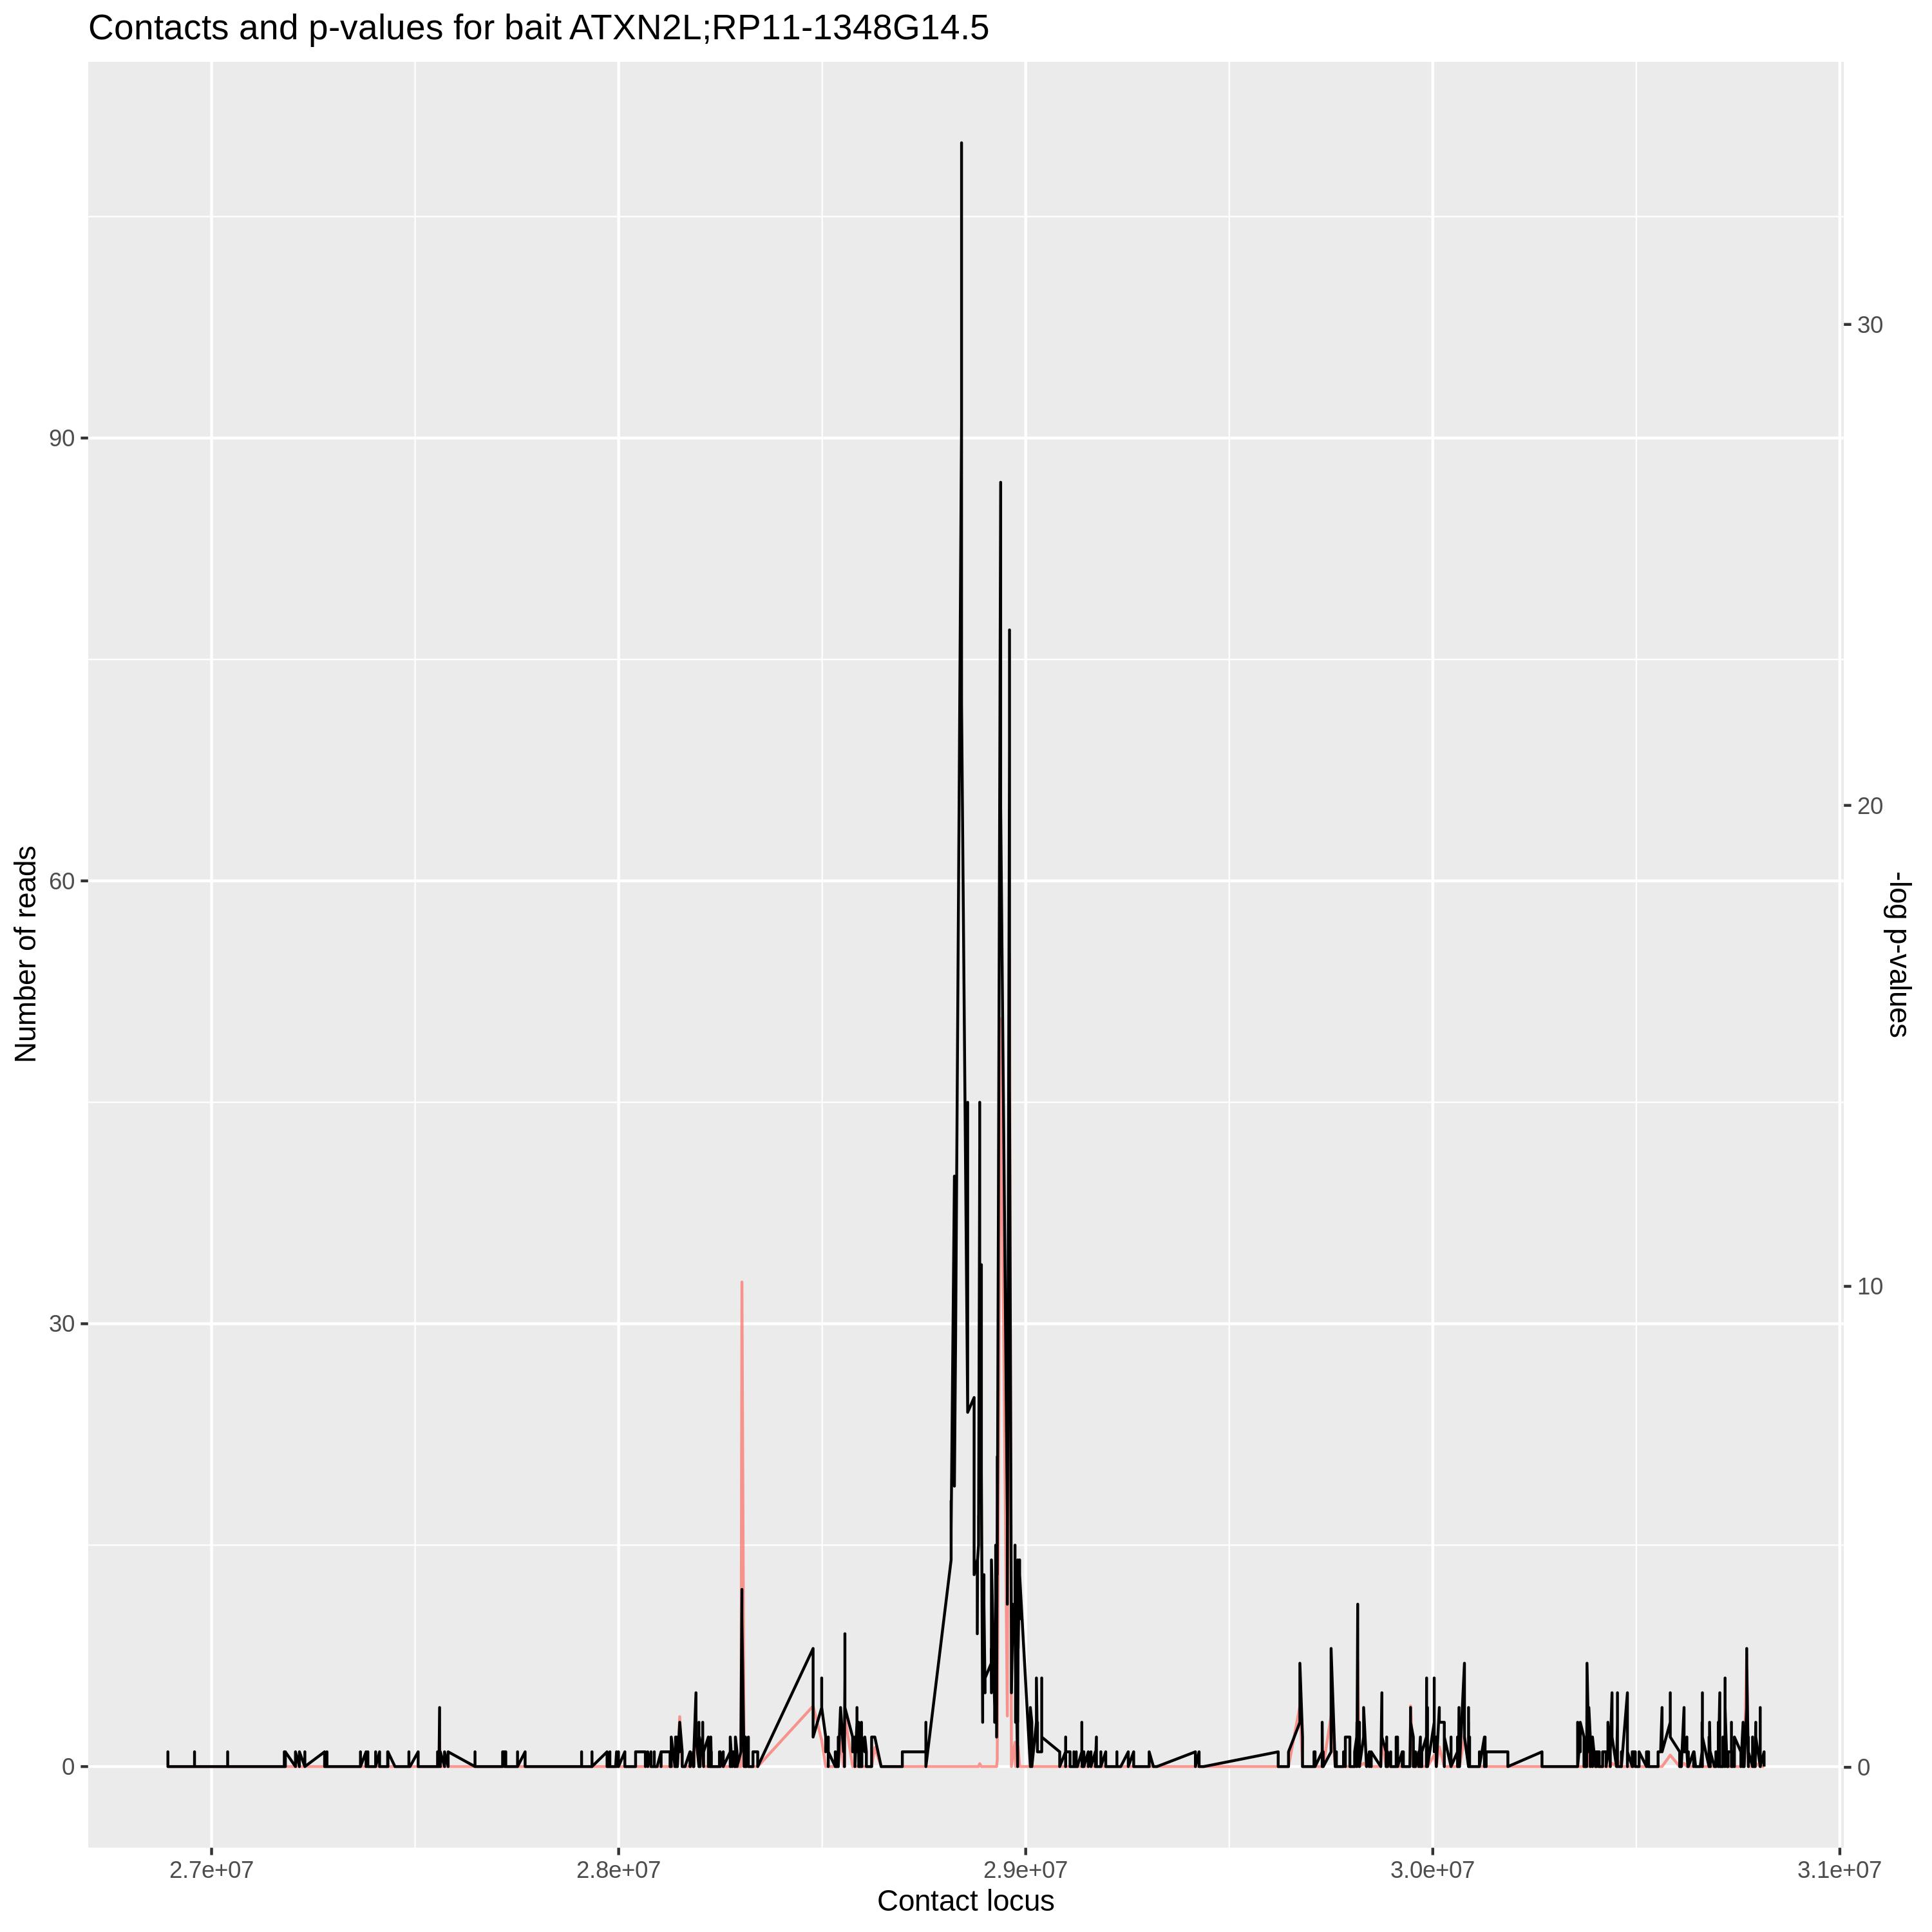 Contacts and p-values for bait ATXN2L;RP11-1348G14.5
90
60
30
0
Number of reads
30
20
10
0
-log p-values
2.7e+07
2.8e+07
2.9e+07
3.0e+07
3.1e+07
Contact locus